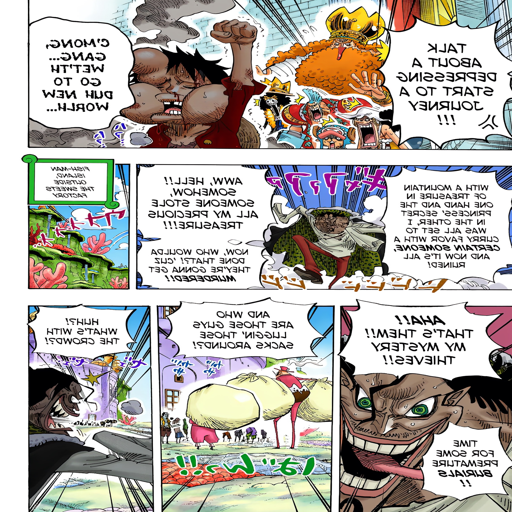 C'MONG,
GANG...
WE'TTH
GO TO
DUH NEW
WORLH...
TALK
ABOUT A
DEPRESSING
START TO A
JOURNEY
!!!
FISH-MAN
ISLAND,
OUTSIDE
THE SWEETS
FACTORY
AWW, HELL!!
SOMEHOW,
SOMEONE STOLE
ALL MY PRECIOUS
TREASURE!!!
NOW, WHO WOULDA
DONE THAT?! 'CUZ
THEY'RE GONNA GET
MURDERED!!
WITH A MOUNTAIN
OF TREASURE IN
ONE HAND AND THE
PRINCESS' SECRET
IN THE OTHER, I
WAS ALL SET TO
CURRY FAVOR WITH A
CERTAIN SOMEONE...
AND NOW IT'S ALL
RUINED!
HUH?!
WHAT'S WITH
THE CROWD?!
AND WHO
ARE THOSE GUYS
LUGGIN' THOSE
SACKS AROUND?!
AHA!!
THAT'S THEM!!
MY MYSTERY
THIEVES!!
TIME
FOR SOME
PREMATURE
BURIALS
!!